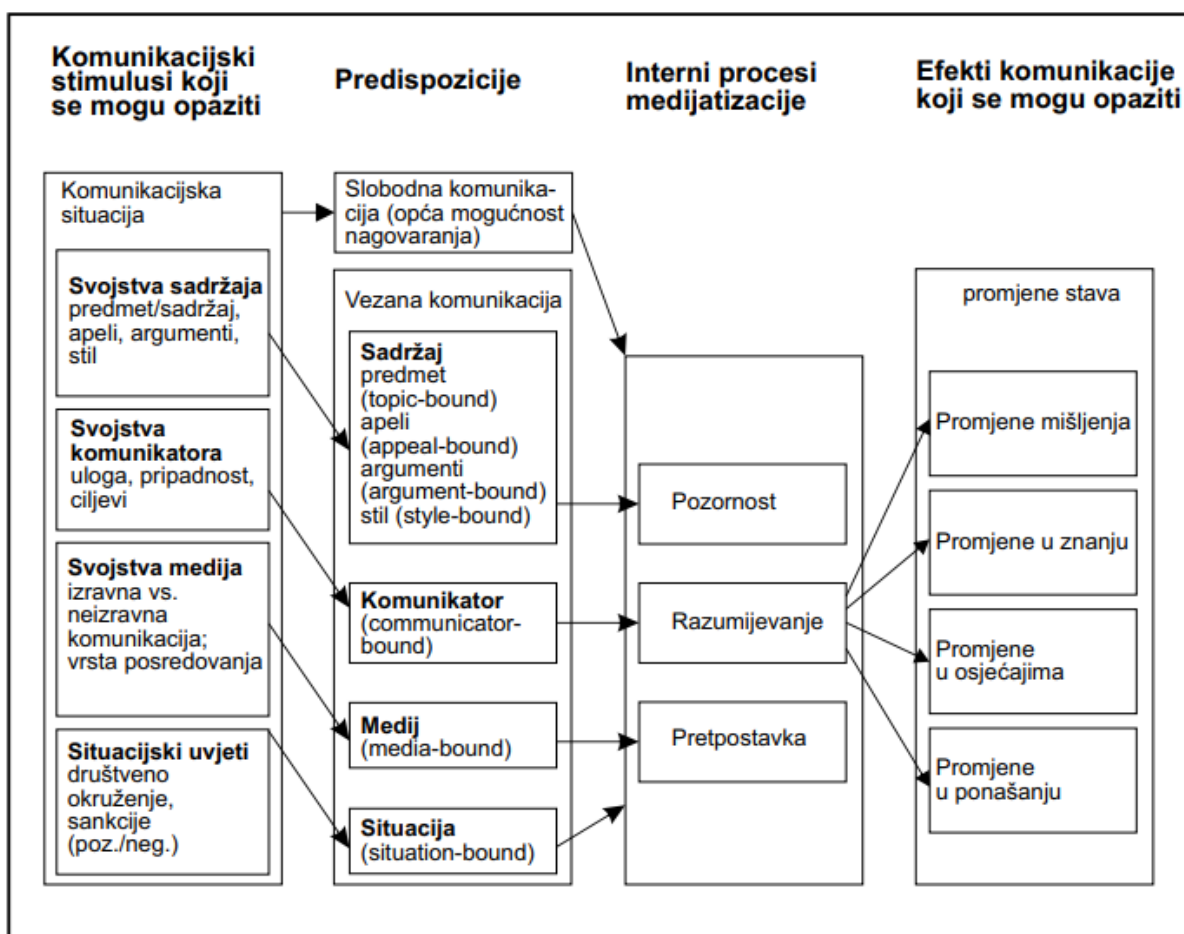 Komunikacijski
stimulusi koji
se mogu opaziti
Predispozicije
Interni procesi
medijatizacije
Efekti komunikacije
koji se mogu opaziti
Komunikacijska
situacija
Svojstva sadržaja
predmet/sadržaj,
apeli, argumenti,
stil
Svojstva
komunikatora
uloga, pripadnost,
ciljevi
Svojstva medija
izravna vs.
neizravna
komunikacija;
vrsta posredovanja
Situacijski uvjeti
društveno
okruženje,
sankcije
(poz./neg.)
Slobodna komunika-
cija (opća mogućnost
nagovaranja)
Vezana komunikacija
Sadržaj
predmet
(topic-bound)
apeli
(appeal-bound)
argumenti
(argument-bound)
stil (style-bound)
Komunikator
(communicator-
bound)
Medij
(media-bound)
Situacija
(situation-bound)
Pozornost
Razumijevanje
Pretpostavka
promjene stava
Promjene mišljenja
Promjene u znanju
Promjene
u osjećajima
Promjene
u ponašanju